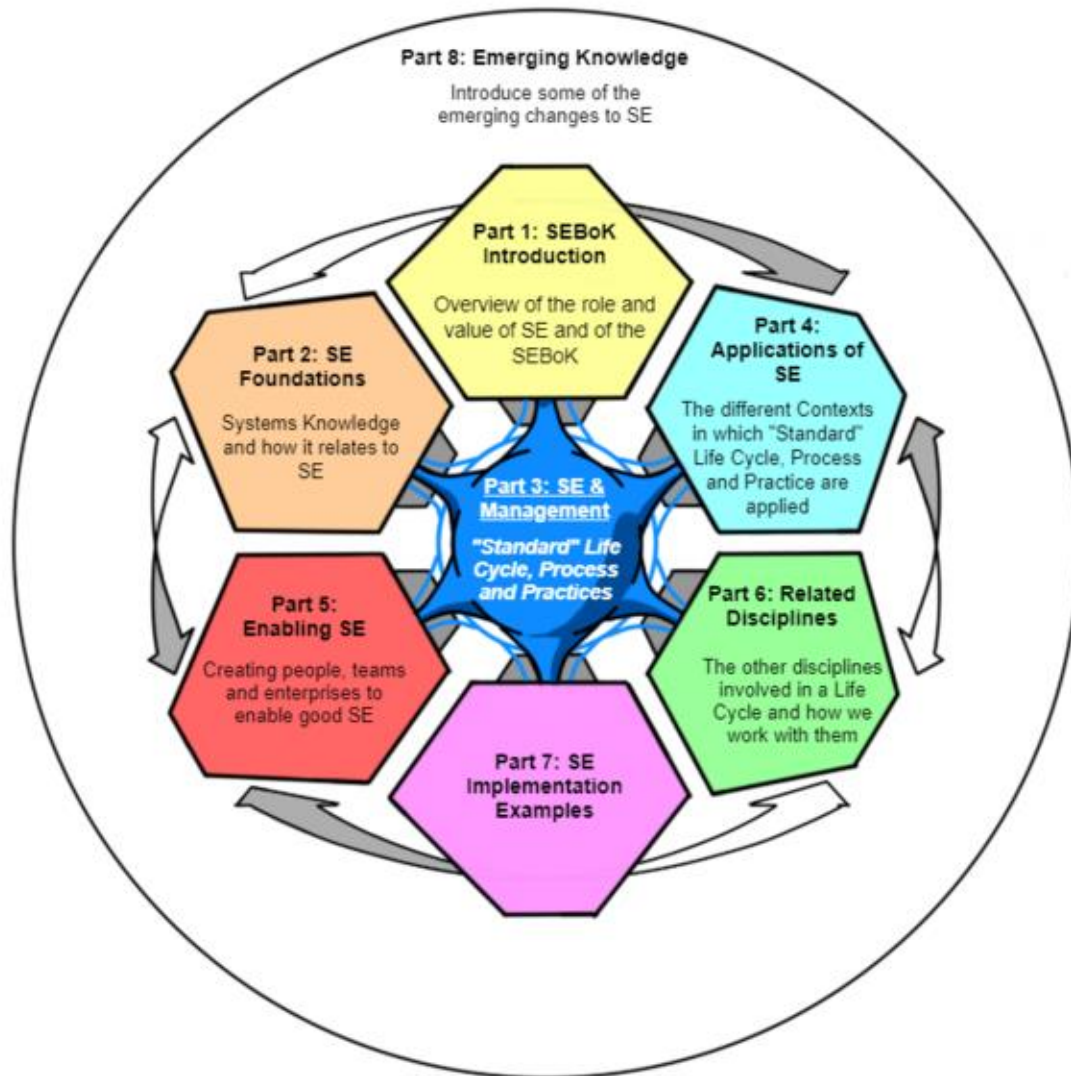 Part 8: Emerging Knowledge
Introduce some of the
emerging changes to SE
Part 1: SEBoK
Introduction
Overview of the role and
value of SE and of the
SEBoK
Part 2: SE
Foundations
Systems Knowledge
and how it relates to
SE
Part 4:
Applications of
SE
The different Contexts
in which "Standard"
Life Cycle, Process
and Practice are
applied
Part 3: SE &
Management
"Standard" Life
Cycle, Process
and Practices
Part 5:
Enabling SE
Creating people, teams
and enterprises to
enable good SE
Part 6: Related
Disciplines
The other disciplines
involved in a Life
Cycle and how we
work with them
Part 7: SE
Implementation
Examples